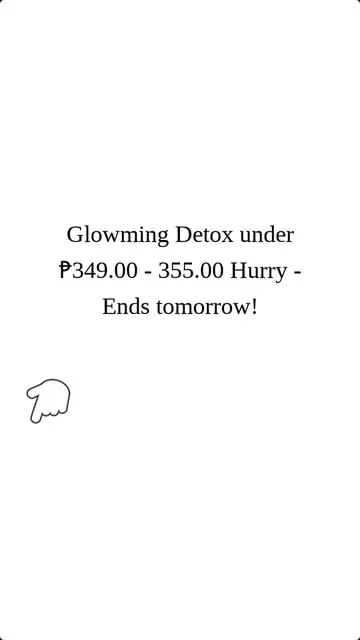 Glowming Detox under
₱349.00 - 355.00 Hurry -
Ends tomorrow!